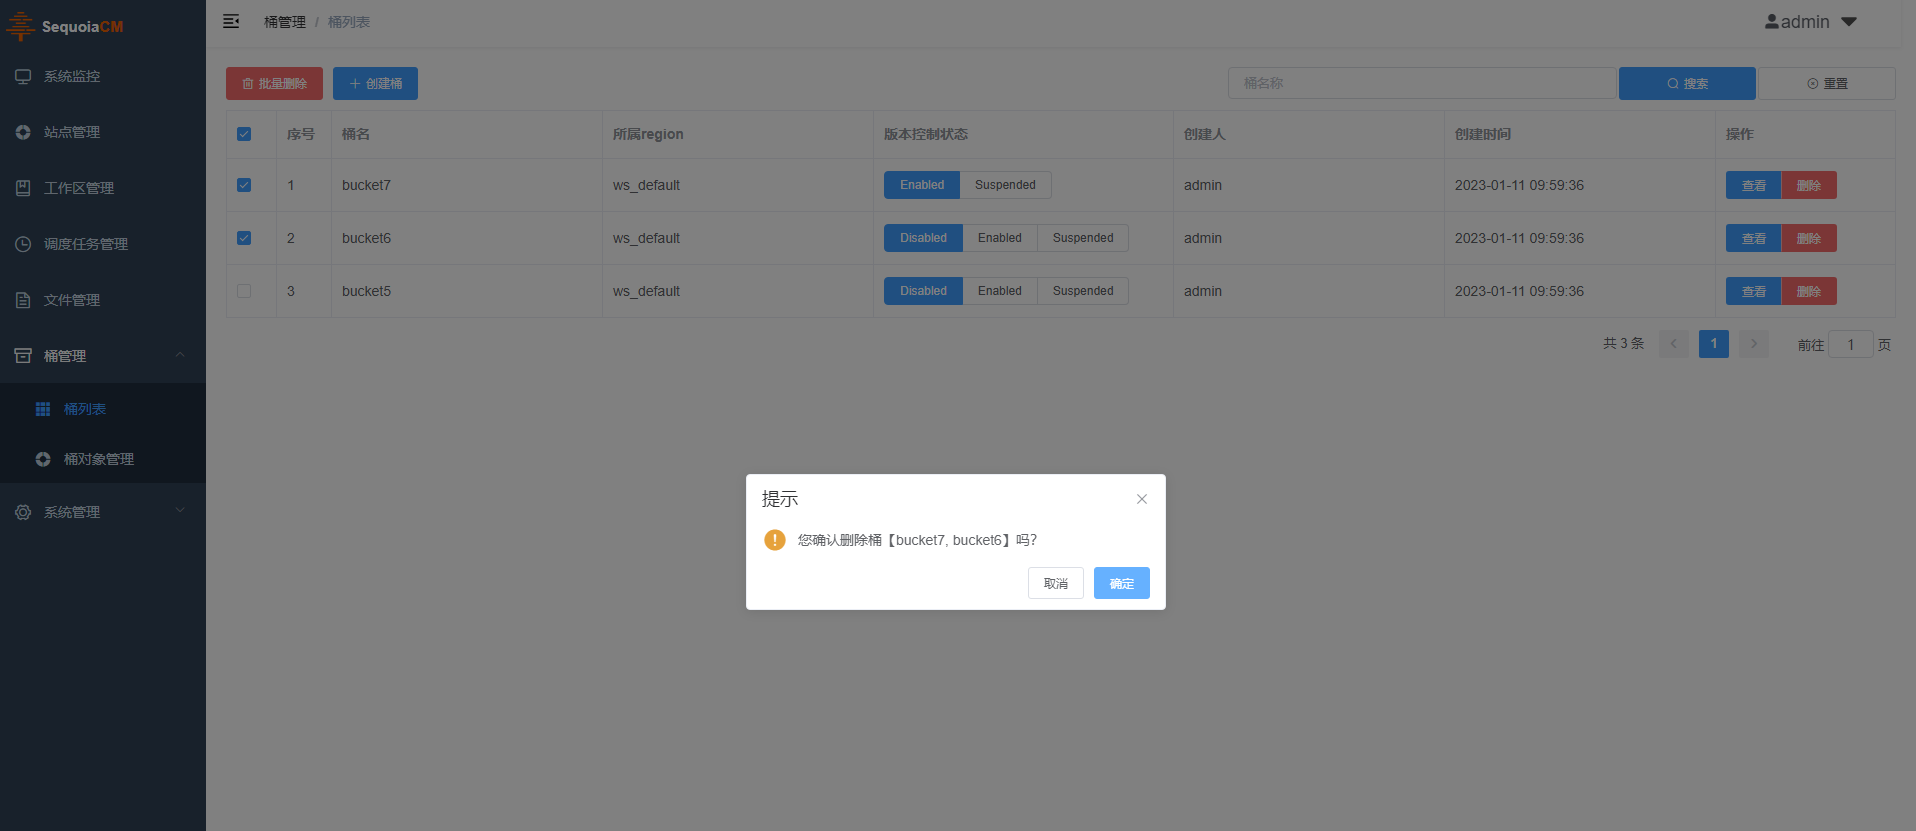 SequoiaCM
系统监控
站点管理
工作区管理
调度任务管理
文件管理
桶管理
桶列表
桶对象管理
系统管理
桶管理 / 桶列表
admin
批量删除 创建桶 桶名称 搜索 重置
序号 桶名 所属region 版本控制状态 创建人 创建时间 操作
1 bucket7 ws_default Enabled Suspended admin 2023-01-11 09:59:36 查看 删除
2 bucket6 ws_default Disabled Enabled Suspended admin 2023-01-11 09:59:36 查看 删除
3 bucket5 ws_default Disabled Enabled Suspended admin 2023-01-11 09:59:36 查看 删除
共 3 条 1 前往 1 页
提示
您确认删除桶【bucket7, bucket6】吗?
取消 确定